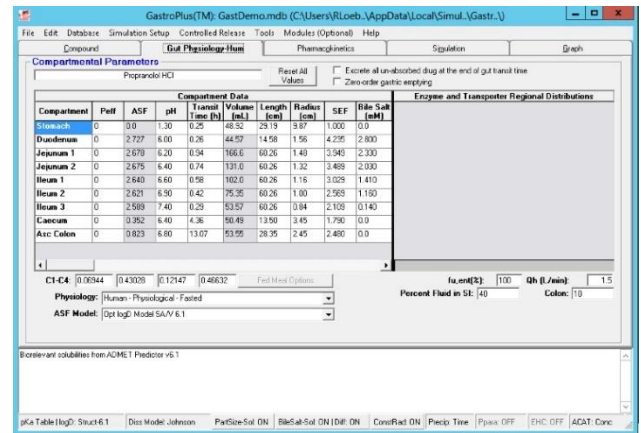 GastroPlus(TM): GastDemo.mdb (C:\Users\RLoeb..\AppData\Local\Simul..\Gastr..\)
File Edit Database Simulation Setup Controlled Release Tools Modules (Optional) Help
Compound Gut Physiology-Hum Pharmacokinetics Simulation Graph
Compartmental Parameters
Propranolol HCl
Reset All Values
Excrete all un-absorbed drug at the end of gut transit time
Zero-order gastric emptying
Compartment Data
Enzyme and Transporter Regional Distributions
Compartment Peff ASF pH Transit Time (h) Volume (mL) Length (cm) Radius (cm) SEF Bile Salt (mM)
Stomach 0 0.0 1.30 0.25 48.92 29.19 9.87 1.000 0.0
Duodenum 0 2.727 6.00 0.26 44.57 14.58 1.56 4.235 2.800
Jejunum 1 0 2.678 6.20 0.94 166.6 60.26 1.48 3.949 2.330
Jejunum 2 0 2.675 6.40 0.74 131.0 60.26 1.32 3.489 2.030
Ileum 1 0 2.640 6.60 0.58 102.0 60.26 1.16 3.029 1.410
Ileum 2 0 2.621 6.90 0.42 75.35 60.26 1.00 2.569 1.160
Ileum 3 0 2.589 7.40 0.29 53.57 60.26 0.84 2.109 0.140
Caecum 0 0.352 6.40 4.36 50.49 13.50 3.45 1.790 0.0
Asc Colon 0 0.823 6.80 13.07 53.55 28.35 2.45 2.480 0.0
C1-C4: 0.06944 0.43028 0.12147 0.46632 Fed Meal Options
fu_ent(%): 100 Qh (L/min): 1.5
Physiology: Human - Physiological - Fasted
Percent Fluid in SI: 40 Colon: 10
ASF Model: Opt logD Model SA/V 6.1
Biorelevant solubilities from ADMET Predictor v6.1
pKa Table | logD: Struct-6.1 Diss Model: Johnson PartSize-Sol: ON BileSalt-Sol: ON | Diff: ON ConstRad: ON Precip: Time Ppara: OFF EHC: OFF ACAT: Conc